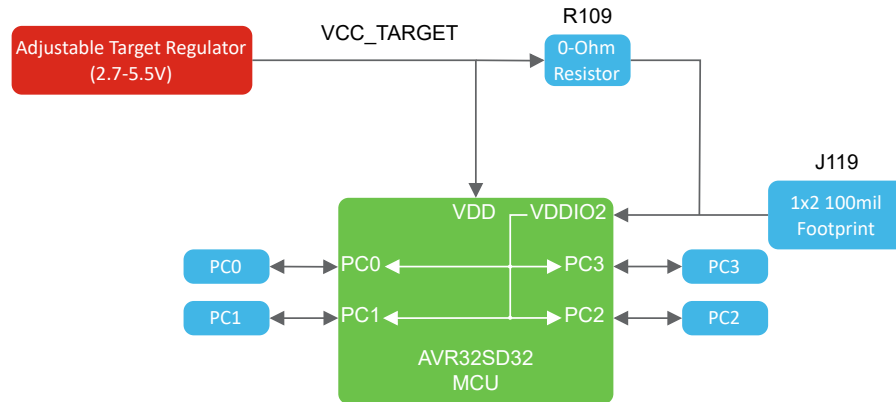 R109
VCC_TARGET
Adjustable Target Regulator
(2.7-5.5V)
0-Ohm
Resistor
J119
1x2 100mil
Footprint
VDD
VDDIO2
PC0
PC0
PC3
PC3
PC1
PC1
PC2
PC2
AVR32SD32
MCU